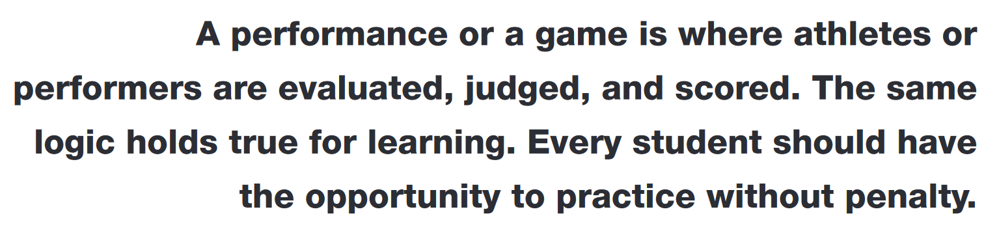 A performance or a game is where athletes or
performers are evaluated, judged, and scored. The same
logic holds true for learning. Every student should have
the opportunity to practice without penalty.